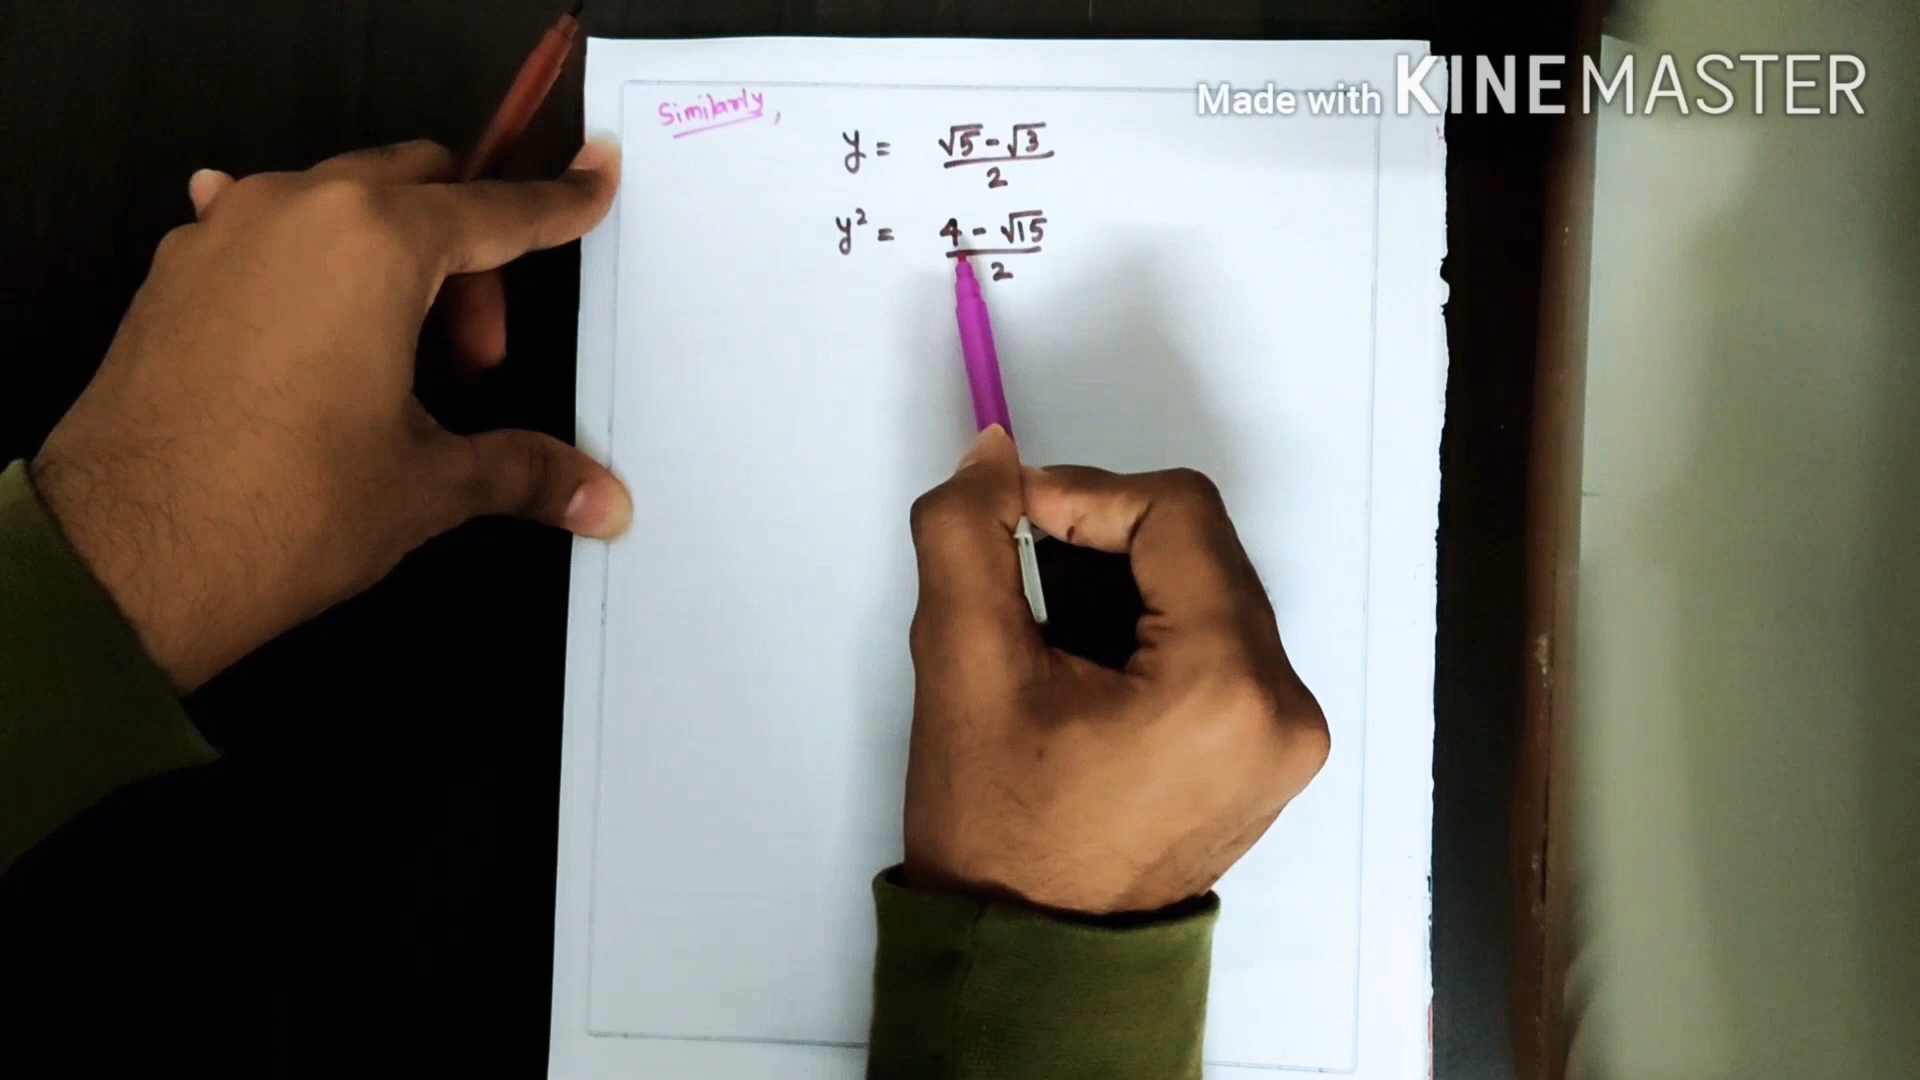 Made with KINEMASTER
Similarly,
y = √5 - √3 / 2
y² = 4 - √15 / 2